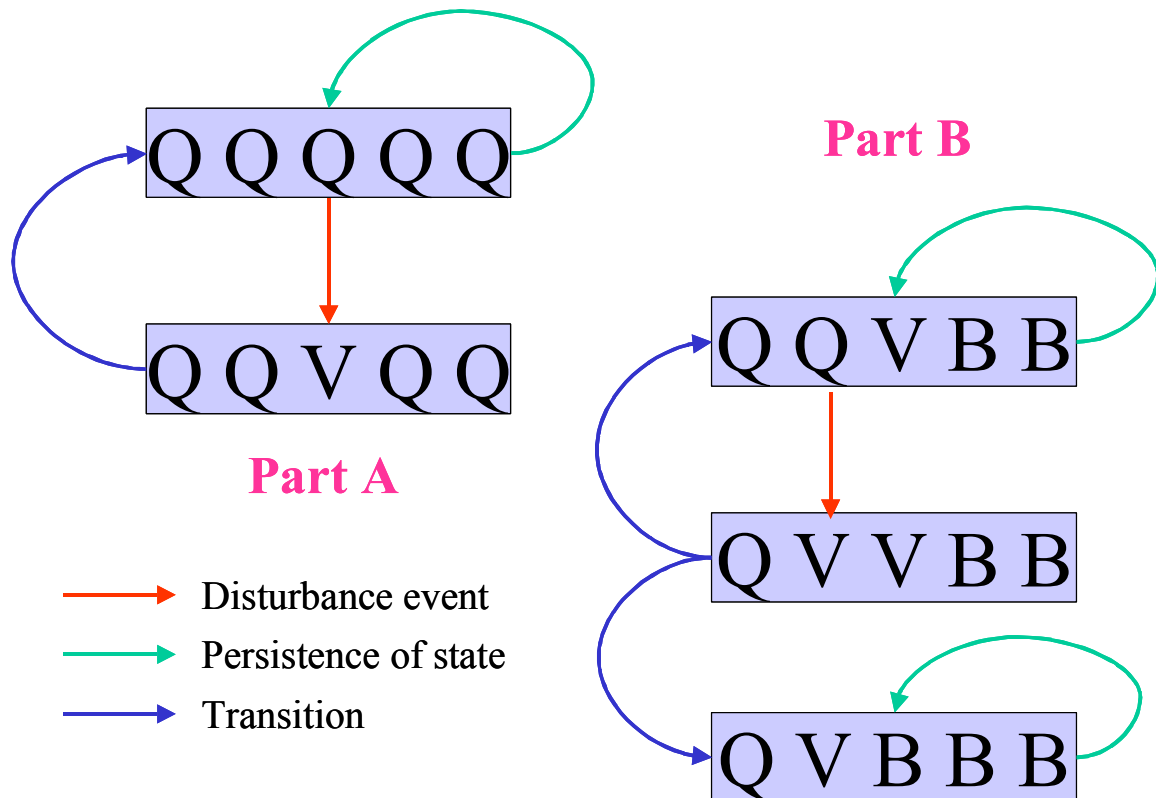 Q Q Q Q Q
Q Q V Q Q
Part A
Part B
Q Q V B B
Q V V B B
Q V B B B
Disturbance event
Persistence of state
Transition